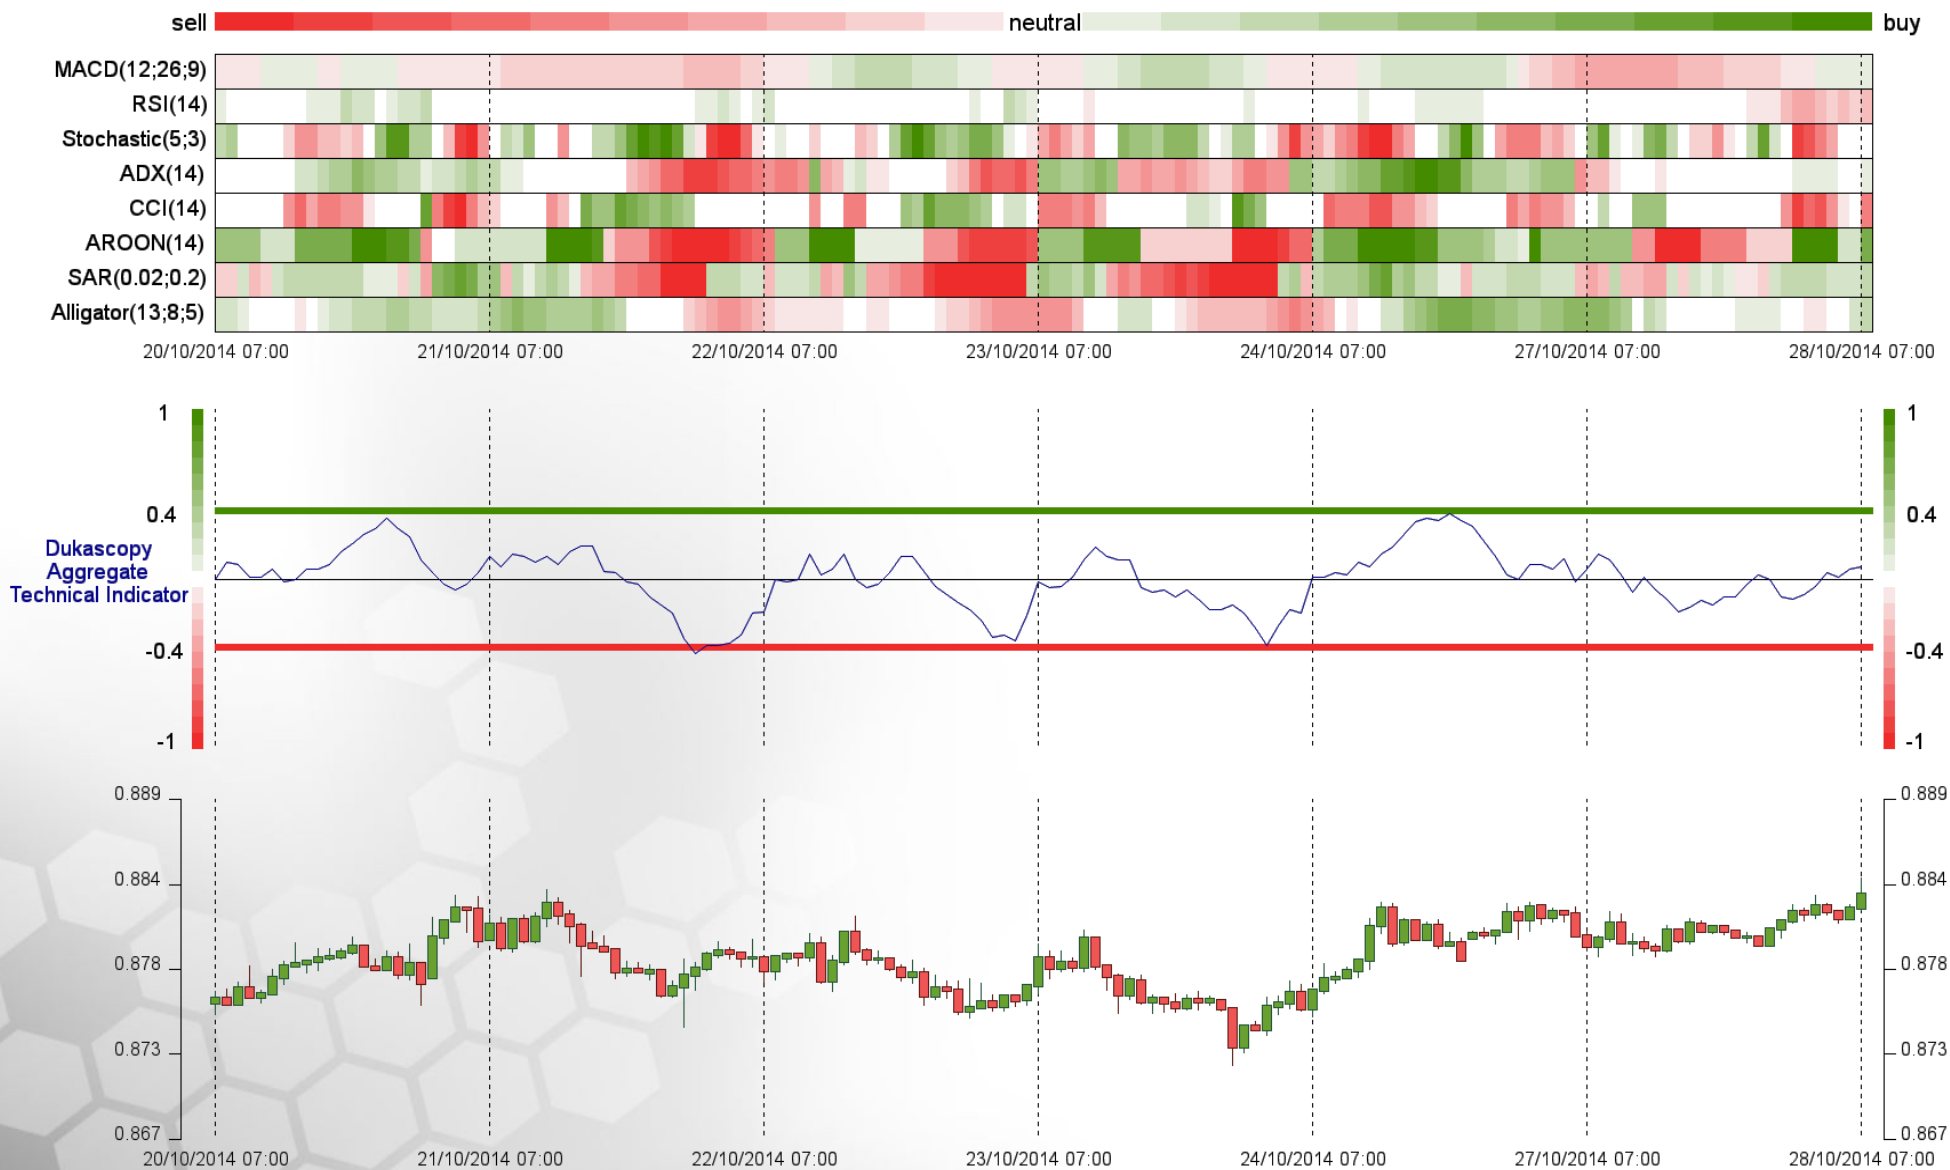 sell neutral buy
MACD(12;26;9)
RSI(14)
Stochastic(5;3)
ADX(14)
CCI(14)
AROON(14)
SAR(0.02;0.2)
Alligator(13;8;5)
20/10/2014 07:00 21/10/2014 07:00 22/10/2014 07:00 23/10/2014 07:00 24/10/2014 07:00 27/10/2014 07:00 28/10/2014 07:00
1 1
0.4 0.4
Dukascopy
Aggregate
Technical Indicator
-0.4 -0.4
-1 -1
0.889 0.889
0.884 0.884
0.878 0.878
0.873 0.873
0.867 0.867
20/10/2014 07:00 21/10/2014 07:00 22/10/2014 07:00 23/10/2014 07:00 24/10/2014 07:00 27/10/2014 07:00 28/10/2014 07:00